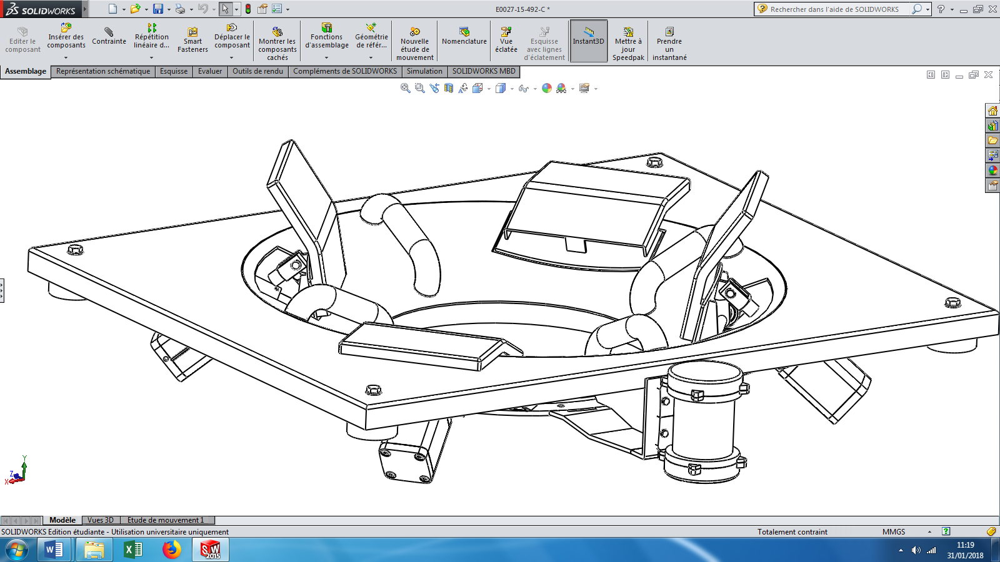 SOLIDWORKS
E0027-15-492-C *
Rechercher dans l'aide de SOLIDWORKS
Editer le
composant
Insérer des
composants
Contrainte
Répétition
linéaire d...
Smart
Fasteners
Déplacer le
composant
Montrer les
composants
cachés
Fonctions
d'assemblage
Géométrie
de référ...
Nouvelle
étude de
mouvement
Nomenclature
Vue
éclatée
Esquisse
avec lignes
d'éclatement
Instant3D
Mettre à
jour
Speedpak
Prendre
un
instantané
Assemblage
Représentation schématique
Esquisse
Evaluer
Outils de rendu
Compléments de SOLIDWORKS
Simulation
SOLIDWORKS MBD
Y
Z
X
Modèle
Vues 3D
Etude de mouvement 1
SOLIDWORKS Edition étudiante - Utilisation universitaire uniquement
Totalement contraint
MMGS
11:19
31/01/2018
SW
2015